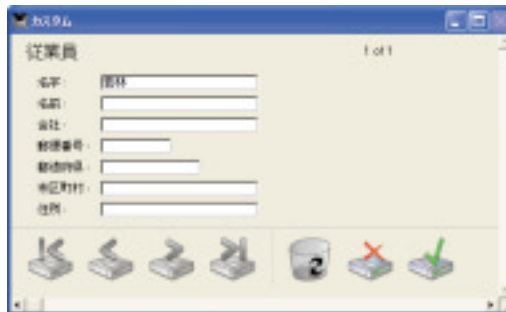 カスタム
従業員
1 of 1
名字:
名前:
会社:
郵便番号:
都道府県:
市区町村:
住所: